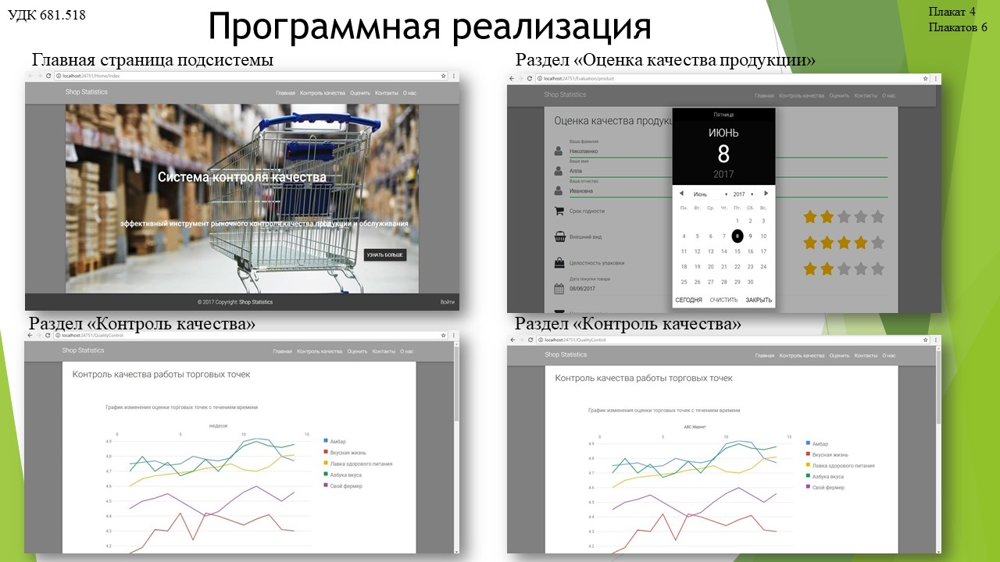 УДК 681.518
Программная реализация
Плакат 4
Плакатов 6
Главная страница подсистемы
localhost:24751/Home/Index
Shop Statistics
Главная Контроль качества Оценить Контакты О нас
Система контроля качества
эффективный инструмент рыночного контроля качества продукции и обслуживания
УЗНАТЬ БОЛЬШЕ
© 2017 Copyright: Shop Statistics
Войти
Раздел «Оценка качества продукции»
localhost:24751/Evaluation/product
Shop Statistics
Главная Контроль качества Оценить Контакты О нас
Оценка качества продукц
Ваша фамилия
Николаенко
Ваше имя
Алла
Ваше отчество
Ивановна
Срок годности
Внешний вид
Целостность упаковки
Дата покупки товара
08/06/2017
Пятница
ИЮНЬ
8
2017
Июнь 2017
Пн. Вт. Ср. Чт. Пт. Сб. Вс.
1 2 3
4 5 6 7 8 9 10
11 12 13 14 15 16 17
18 19 20 21 22 23 24
25 26 27 28 29 30
СЕГОДНЯ ОЧИСТИТЬ ЗАКРЫТЬ
Раздел «Контроль качества»
localhost:24751/QualityControl
Shop Statistics
Главная Контроль качества Оценить Контакты О нас
Контроль качества работы торговых точек
График изменения оценки торговых точек с течением времени
недели
0 5 10 15
4.9
4.8
4.7
4.6
4.5
4.4
4.3
4.2
Амбар
Вкусная жизнь
Лавка здорового питания
Азбука вкуса
Свой фермер
Раздел «Контроль качества»
localhost:24751/QualityControl
Shop Statistics
Главная Контроль качества Оценить Контакты О нас
Контроль качества работы торговых точек
График изменения оценки торговых точек с течением времени
АВС Маркет
0 5 10 15
4.9
4.8
4.7
4.6
4.5
4.4
4.3
4.2
Амбар
Вкусная жизнь
Лавка здорового питания
Азбука вкуса
Свой фермер